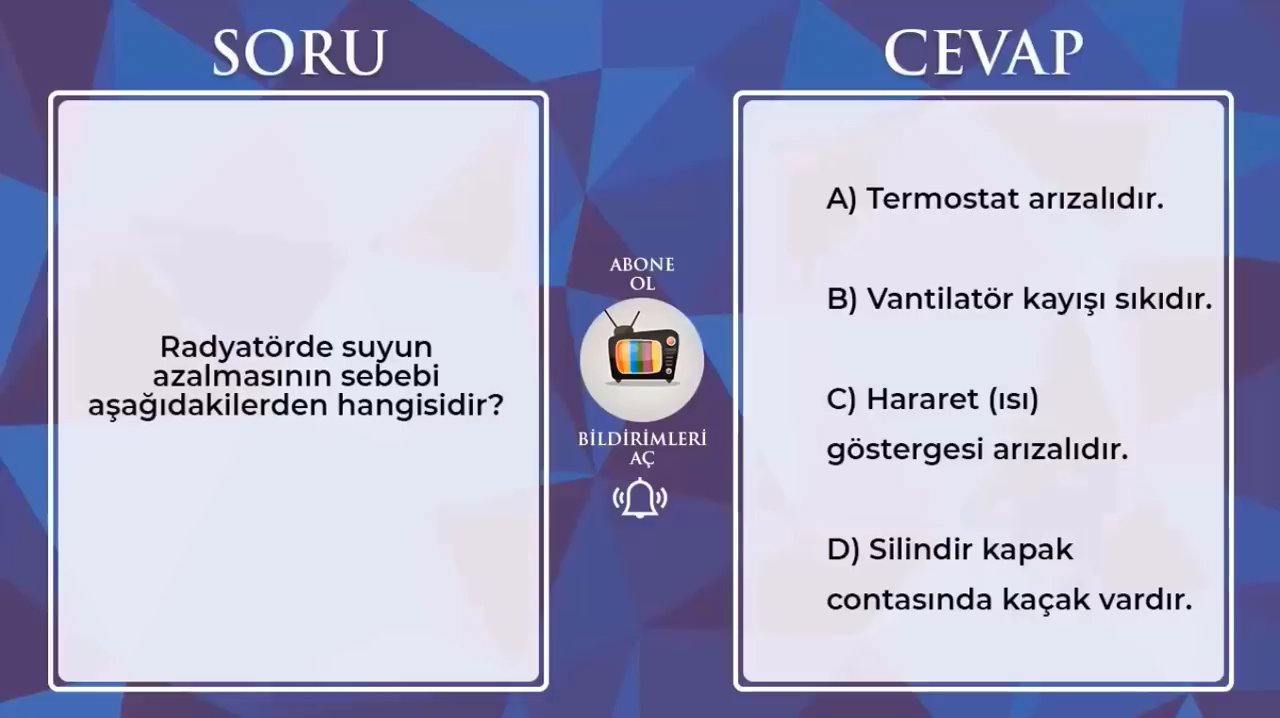 SORU
CEVAP
Radyatörde suyun
azalmasının sebebi
aşağıdakilerden hangisidir?
ABONE
OL
BİLDİRİMLERİ
AÇ
A) Termostat arızalıdır.
B) Vantilatör kayışı sıkıdır.
C) Hararet (ısı)
göstergesi arızalıdır.
D) Silindir kapak
contasında kaçak vardır.